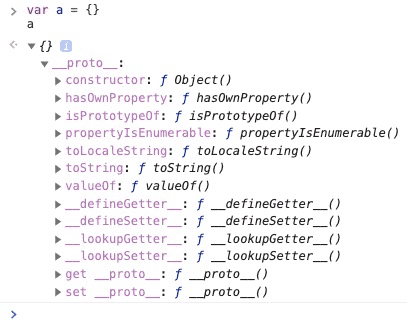 var a = {}
a
{} i
__proto__:
constructor: ƒ Object()
hasOwnProperty: ƒ hasOwnProperty()
isPrototypeOf: ƒ isPrototypeOf()
propertyIsEnumerable: ƒ propertyIsEnumerable()
toLocaleString: ƒ toLocaleString()
toString: ƒ toString()
valueOf: ƒ valueOf()
__defineGetter__: ƒ __defineGetter__()
__defineSetter__: ƒ __defineSetter__()
__lookupGetter__: ƒ __lookupGetter__()
__lookupSetter__: ƒ __lookupSetter__()
get __proto__: ƒ __proto__()
set __proto__: ƒ __proto__()